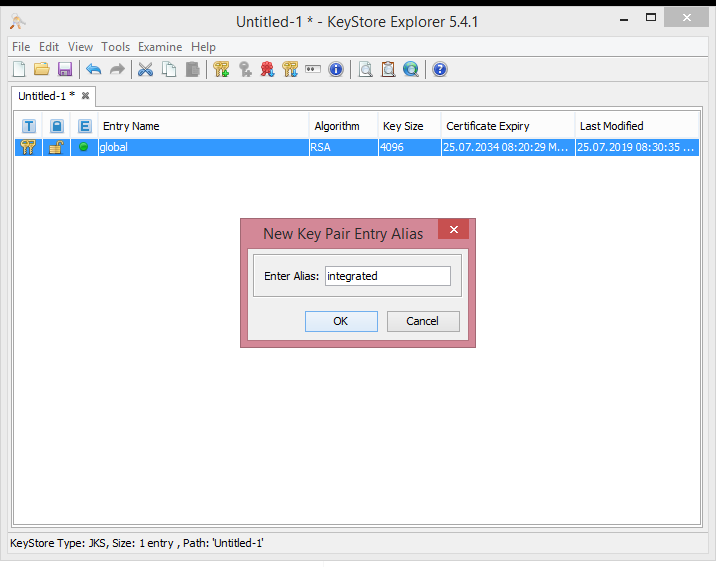 Untitled-1 * - KeyStore Explorer 5.4.1
File Edit View Tools Examine Help
Untitled-1 *
T E Entry Name Algorithm Key Size Certificate Expiry Last Modified
global RSA 4096 25.07.2034 08:20:29 M... 25.07.2019 08:30:35 ...
New Key Pair Entry Alias
Enter Alias: integrated
OK Cancel
KeyStore Type: JKS, Size: 1 entry , Path: 'Untitled-1'